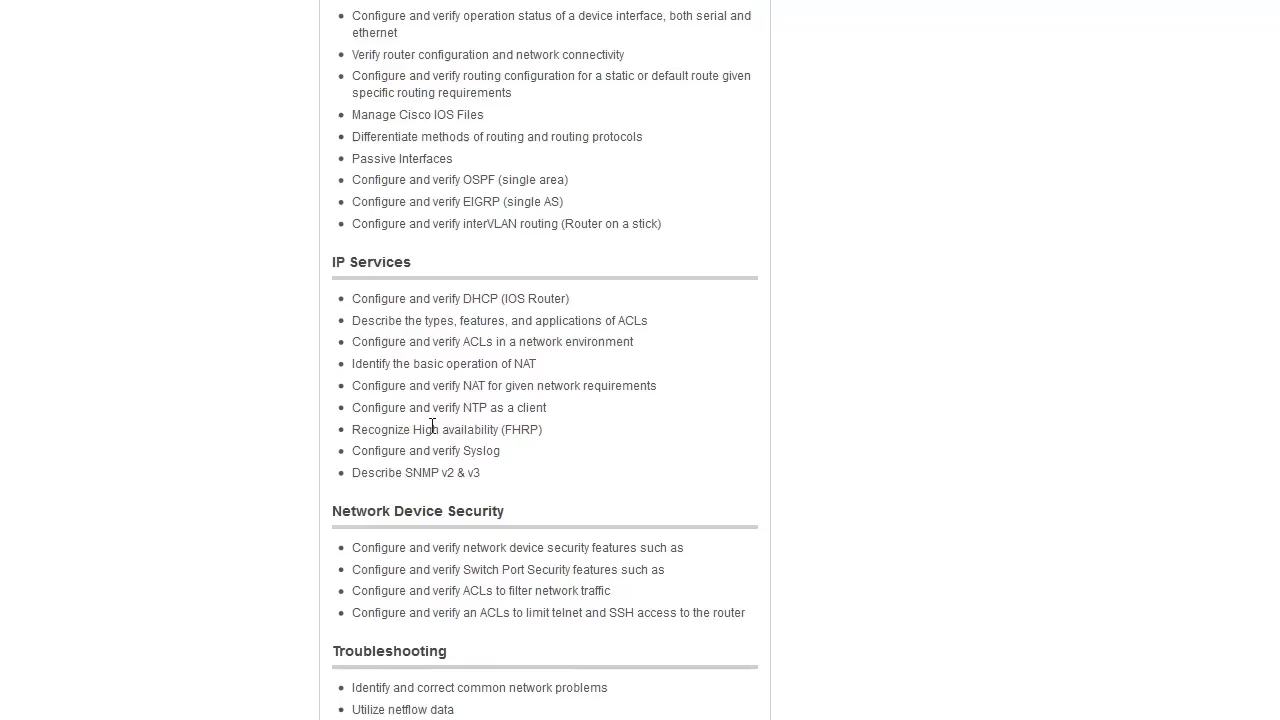 Configure and verify operation status of a device interface, both serial and
ethernet
Verify router configuration and network connectivity
Configure and verify routing configuration for a static or default route given
specific routing requirements
Manage Cisco IOS Files
Differentiate methods of routing and routing protocols
Passive Interfaces
Configure and verify OSPF (single area)
Configure and verify EIGRP (single AS)
Configure and verify interVLAN routing (Router on a stick)
IP Services
Configure and verify DHCP (IOS Router)
Describe the types, features, and applications of ACLs
Configure and verify ACLs in a network environment
Identify the basic operation of NAT
Configure and verify NAT for given network requirements
Configure and verify NTP as a client
Recognize High availability (FHRP)
Configure and verify Syslog
Describe SNMP v2 & v3
Network Device Security
Configure and verify network device security features such as
Configure and verify Switch Port Security features such as
Configure and verify ACLs to filter network traffic
Configure and verify an ACLs to limit telnet and SSH access to the router
Troubleshooting
Identify and correct common network problems
Utilize netflow data